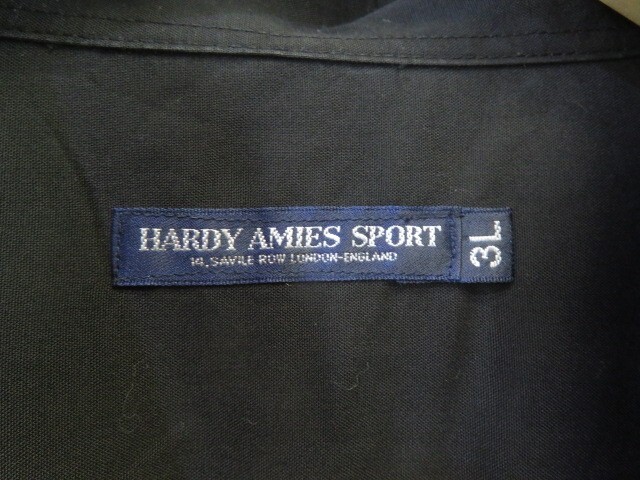 HARDY AMIES SPORT
14, SAVILE ROW LONDON-ENGLAND
3L